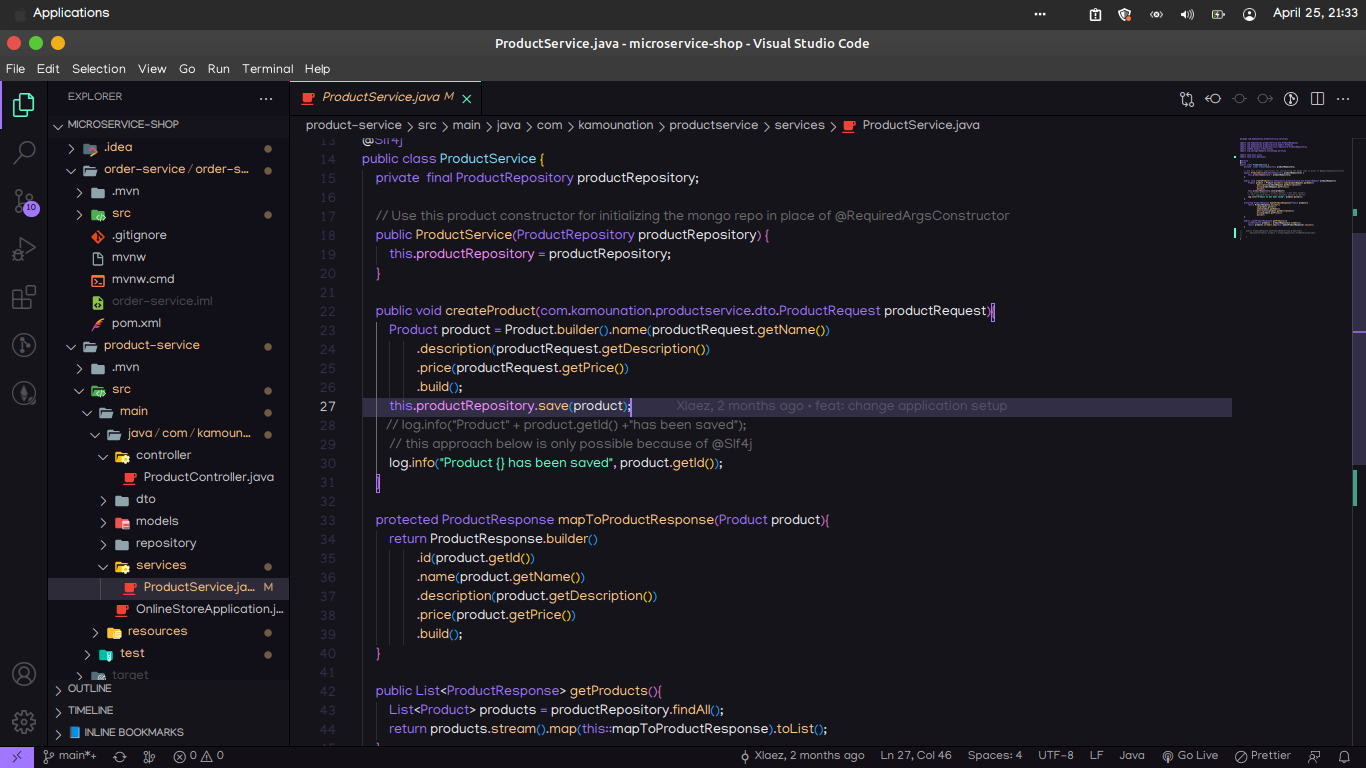 Applications
April 25, 21:33
ProductService.java - microservice-shop - Visual Studio Code
File Edit Selection View Go Run Terminal Help
EXPLORER
MICROSERVICE-SHOP
.idea
order-service / order-s...
.mvn
src
.gitignore
mvnw
mvnw.cmd
order-service.iml
pom.xml
product-service
.mvn
src
main
java / com / kamoun...
controller
ProductController.java
dto
models
repository
services
ProductService.ja... M
OnlineStoreApplication.j...
resources
test
target
OUTLINE
TIMELINE
INLINE BOOKMARKS
10
ProductService.java M
product-service > src > main > java > com > kamounation > productservice > services > ProductService.java
13 @Slf4j
14 public class ProductService {
15 private final ProductRepository productRepository;
16
17 // Use this product constructor for initializing the mongo repo in place of @RequiredArgsConstructor
18 public ProductService(ProductRepository productRepository) {
19 this.productRepository = productRepository;
20 }
21
22 public void createProduct(com.kamounation.productservice.dto.ProductRequest productRequest){
23 Product product = Product.builder().name(productRequest.getName())
24 .description(productRequest.getDescription())
25 .price(productRequest.getPrice())
26 .build();
27 this.productRepository.save(product); Xlaez, 2 months ago • feat: change application setup
28 // log.info("Product" + product.getId() +"has been saved");
29 // this approach below is only possible because of @Slf4j
30 log.info("Product {} has been saved", product.getId());
31 }
32
33 protected ProductResponse mapToProductResponse(Product product){
34 return ProductResponse.builder()
35 .id(product.getId())
36 .name(product.getName())
37 .description(product.getDescription())
38 .price(product.getPrice())
39 .build();
40 }
41
42 public List<ProductResponse> getProducts(){
43 List<Product> products = productRepository.findAll();
44 return products.stream().map(this::mapToProductResponse).toList();
main*+ 0 0 Xlaez, 2 months ago Ln 27, Col 46 Spaces: 4 UTF-8 LF Java Go Live Prettier